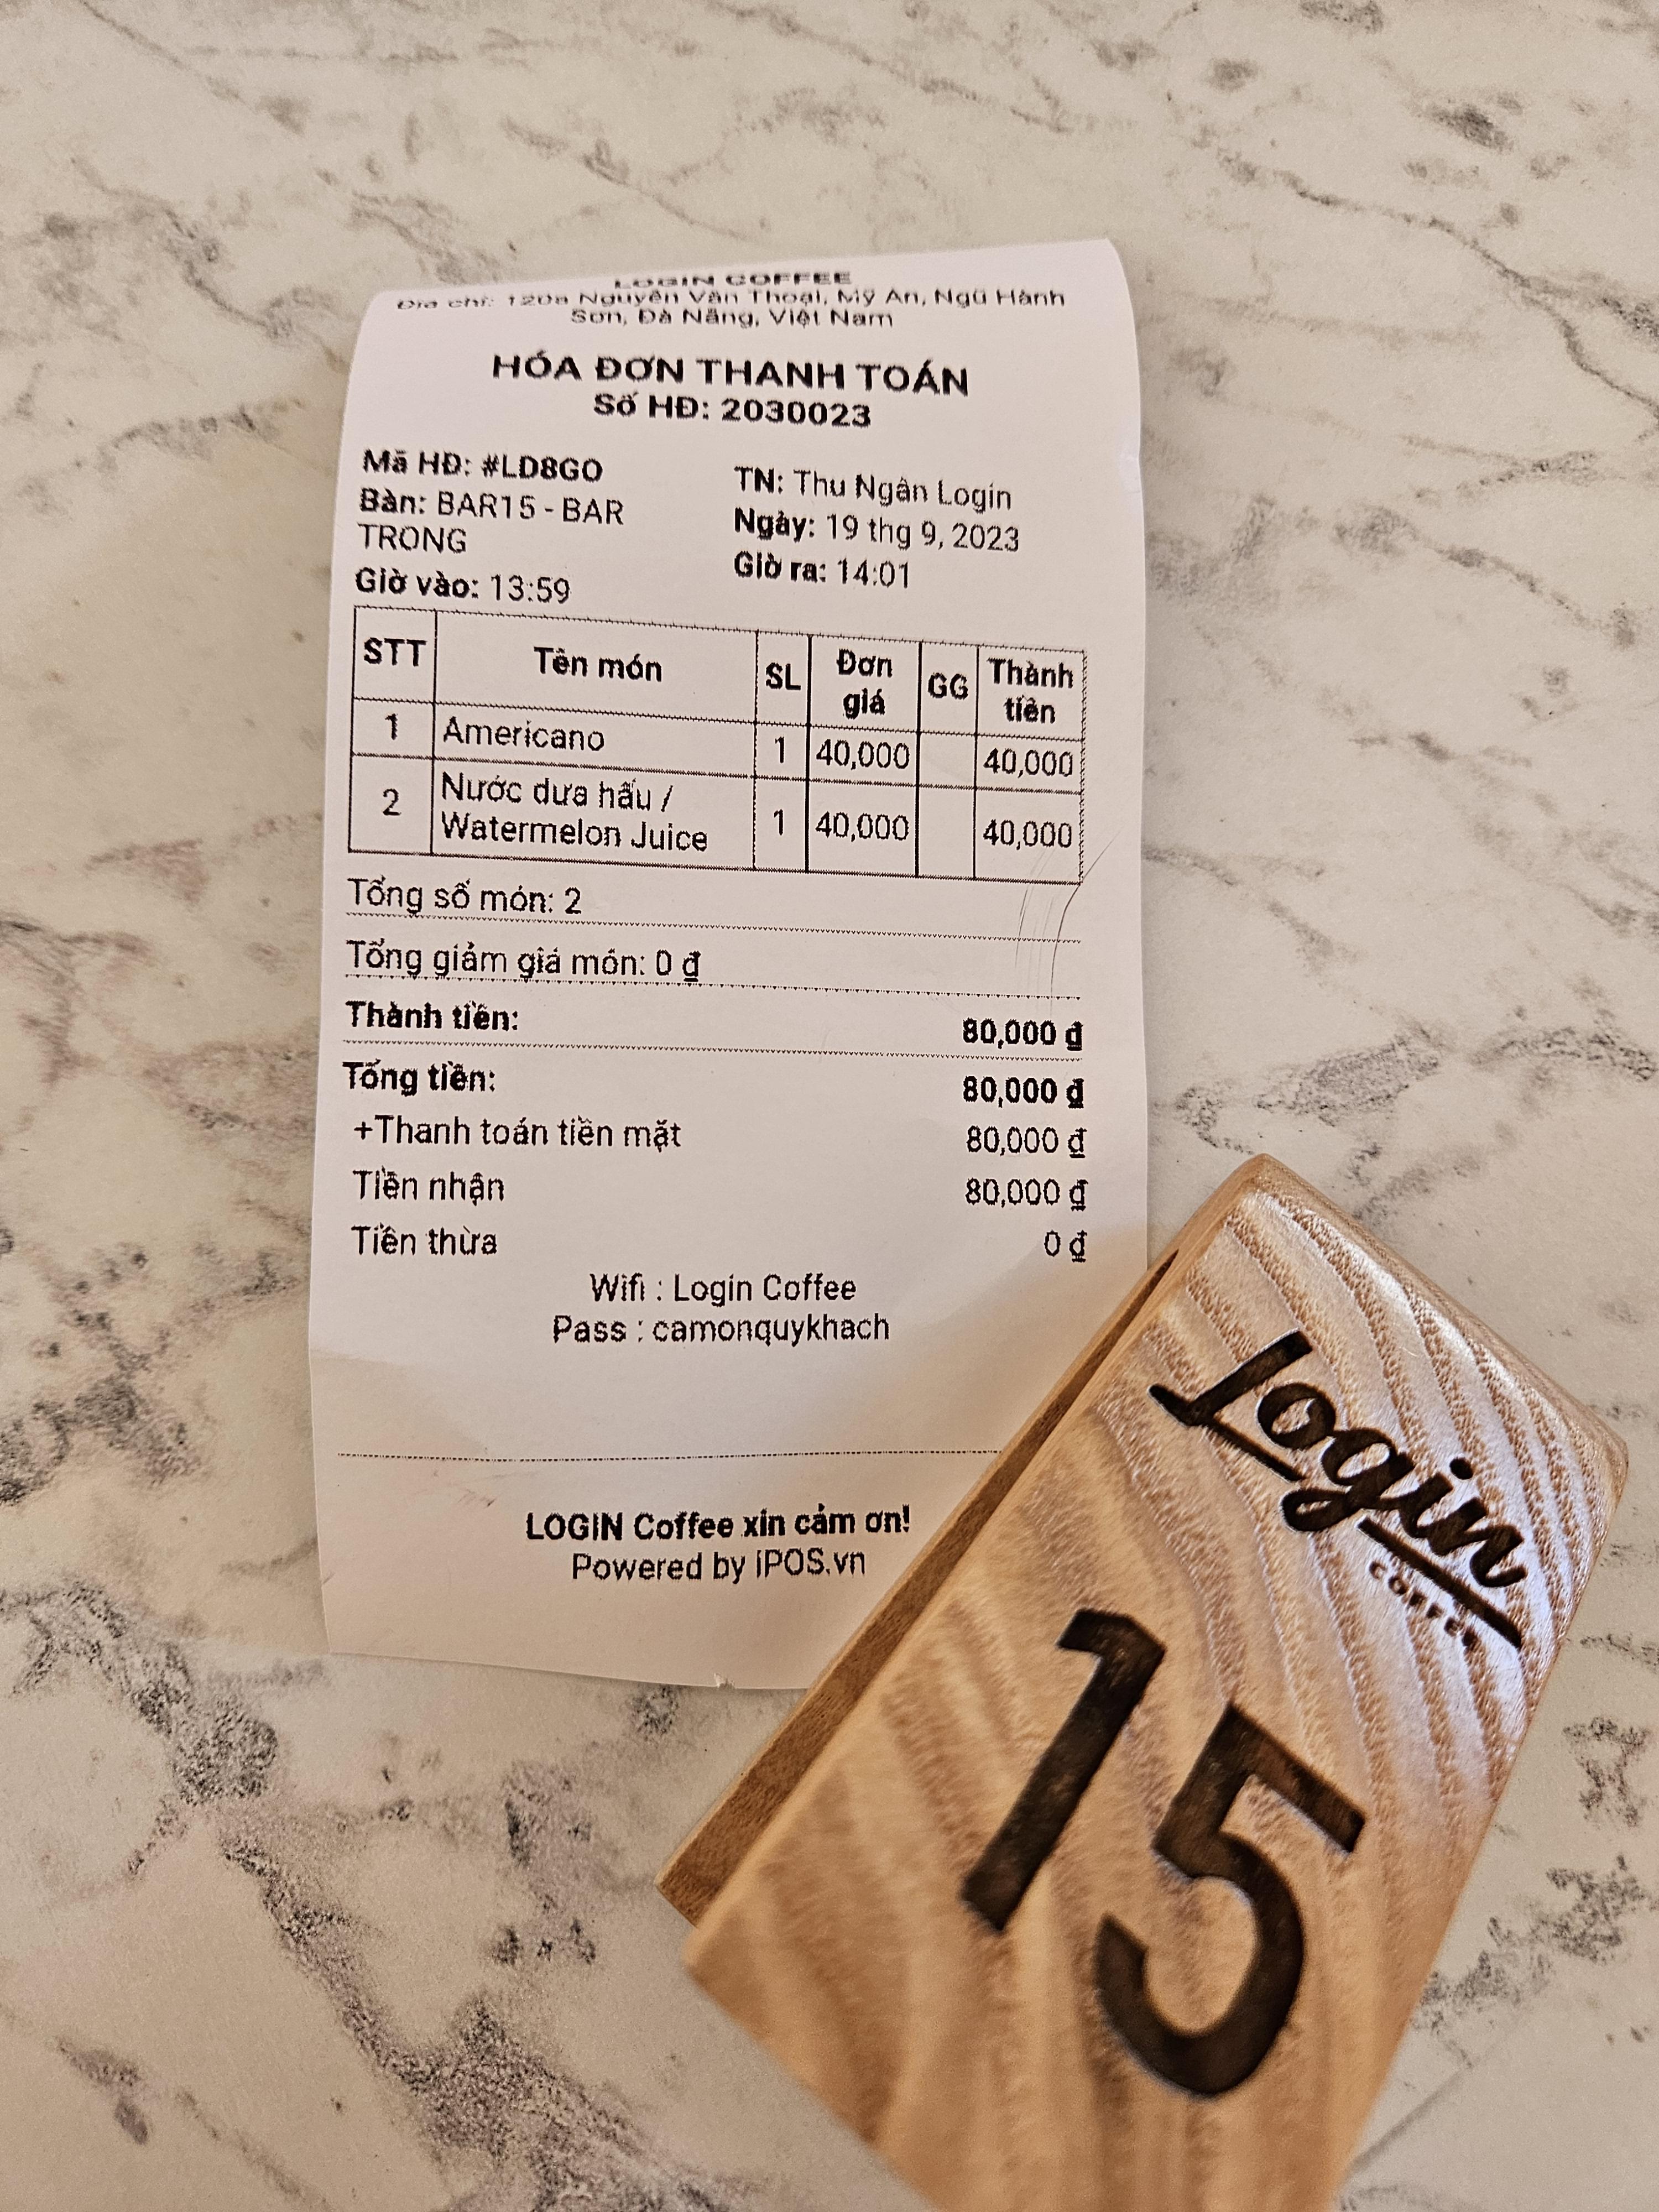 LOGIN COFFEE
Địa chỉ: 120a Nguyễn Văn Thoại, Mỹ An, Ngũ Hành
Sơn, Đà Nẵng, Việt Nam
HÓA ĐƠN THANH TOÁN
Số HĐ: 2030023
Mã HĐ: #LD8GO
TN: Thu Ngân Login
Bàn: BAR15 - BAR
TRONG
Ngày: 19 thg 9, 2023
Giờ vào: 13:59
Giờ ra: 14:01
STT Tên món SL Đơn giá GG Thành tiền
1 Americano 1 40,000 40,000
2 Nước dưa hấu /
Watermelon Juice 1 40,000 40,000
Tổng số món: 2
Tổng giảm giá món: 0 đ
Thành tiền: 80,000 đ
Tổng tiền: 80,000 đ
+Thanh toán tiền mặt 80,000 đ
Tiền nhận 80,000 đ
Tiền thừa 0 đ
Wifi : Login Coffee
Pass : camonquykhach
LOGIN Coffee xin cảm ơn!
Powered by iPOS.vn
Login
COFFEE
15